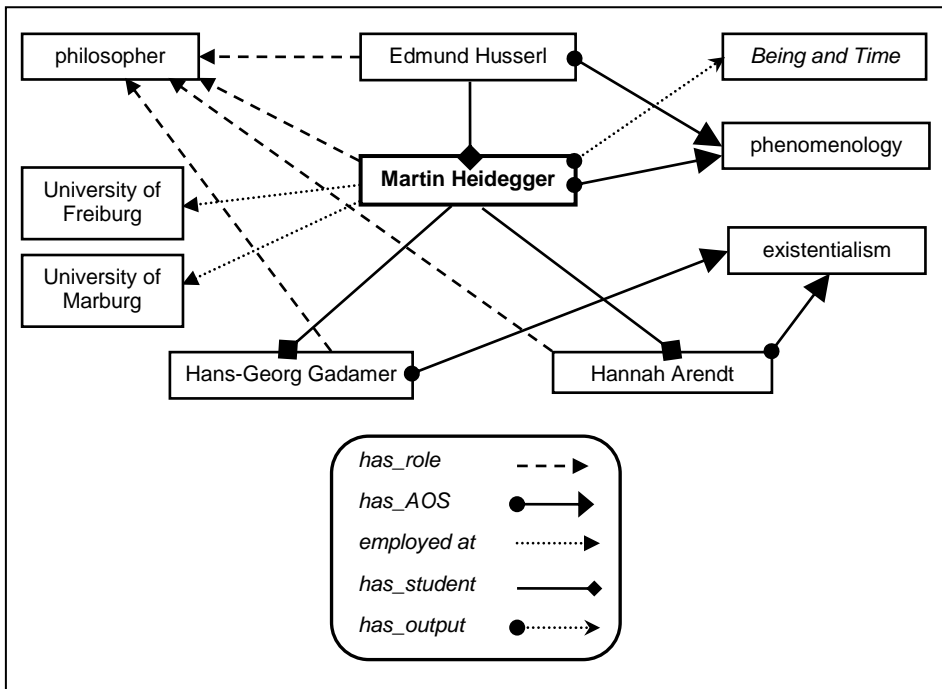 philosopher
Edmund Husserl
Being and Time
phenomenology
Martin Heidegger
University of
Freiburg
existentialism
University of
Marburg
Hans-Georg Gadamer
Hannah Arendt
has_role
has_AOS
employed at
has_student
has_output